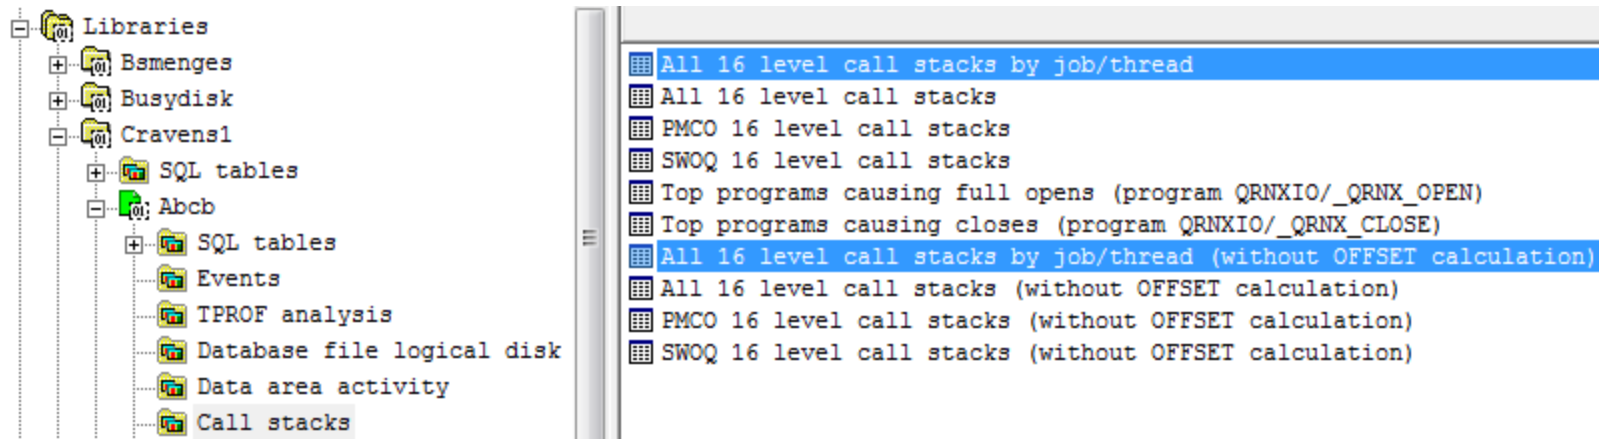 Libraries
Bsmenges
Busydisk
Cravens1
SQL tables
Abcb
SQL tables
Events
TPROF analysis
Database file logical disk
Data area activity
Call stacks
All 16 level call stacks by job/thread
All 16 level call stacks
PMCO 16 level call stacks
SWOQ 16 level call stacks
Top programs causing full opens (program QRNXIO/_QRNX_OPEN)
Top programs causing closes (program QRNXIO/_QRNX_CLOSE)
All 16 level call stacks by job/thread (without OFFSET calculation)
All 16 level call stacks (without OFFSET calculation)
PMCO 16 level call stacks (without OFFSET calculation)
SWOQ 16 level call stacks (without OFFSET calculation)